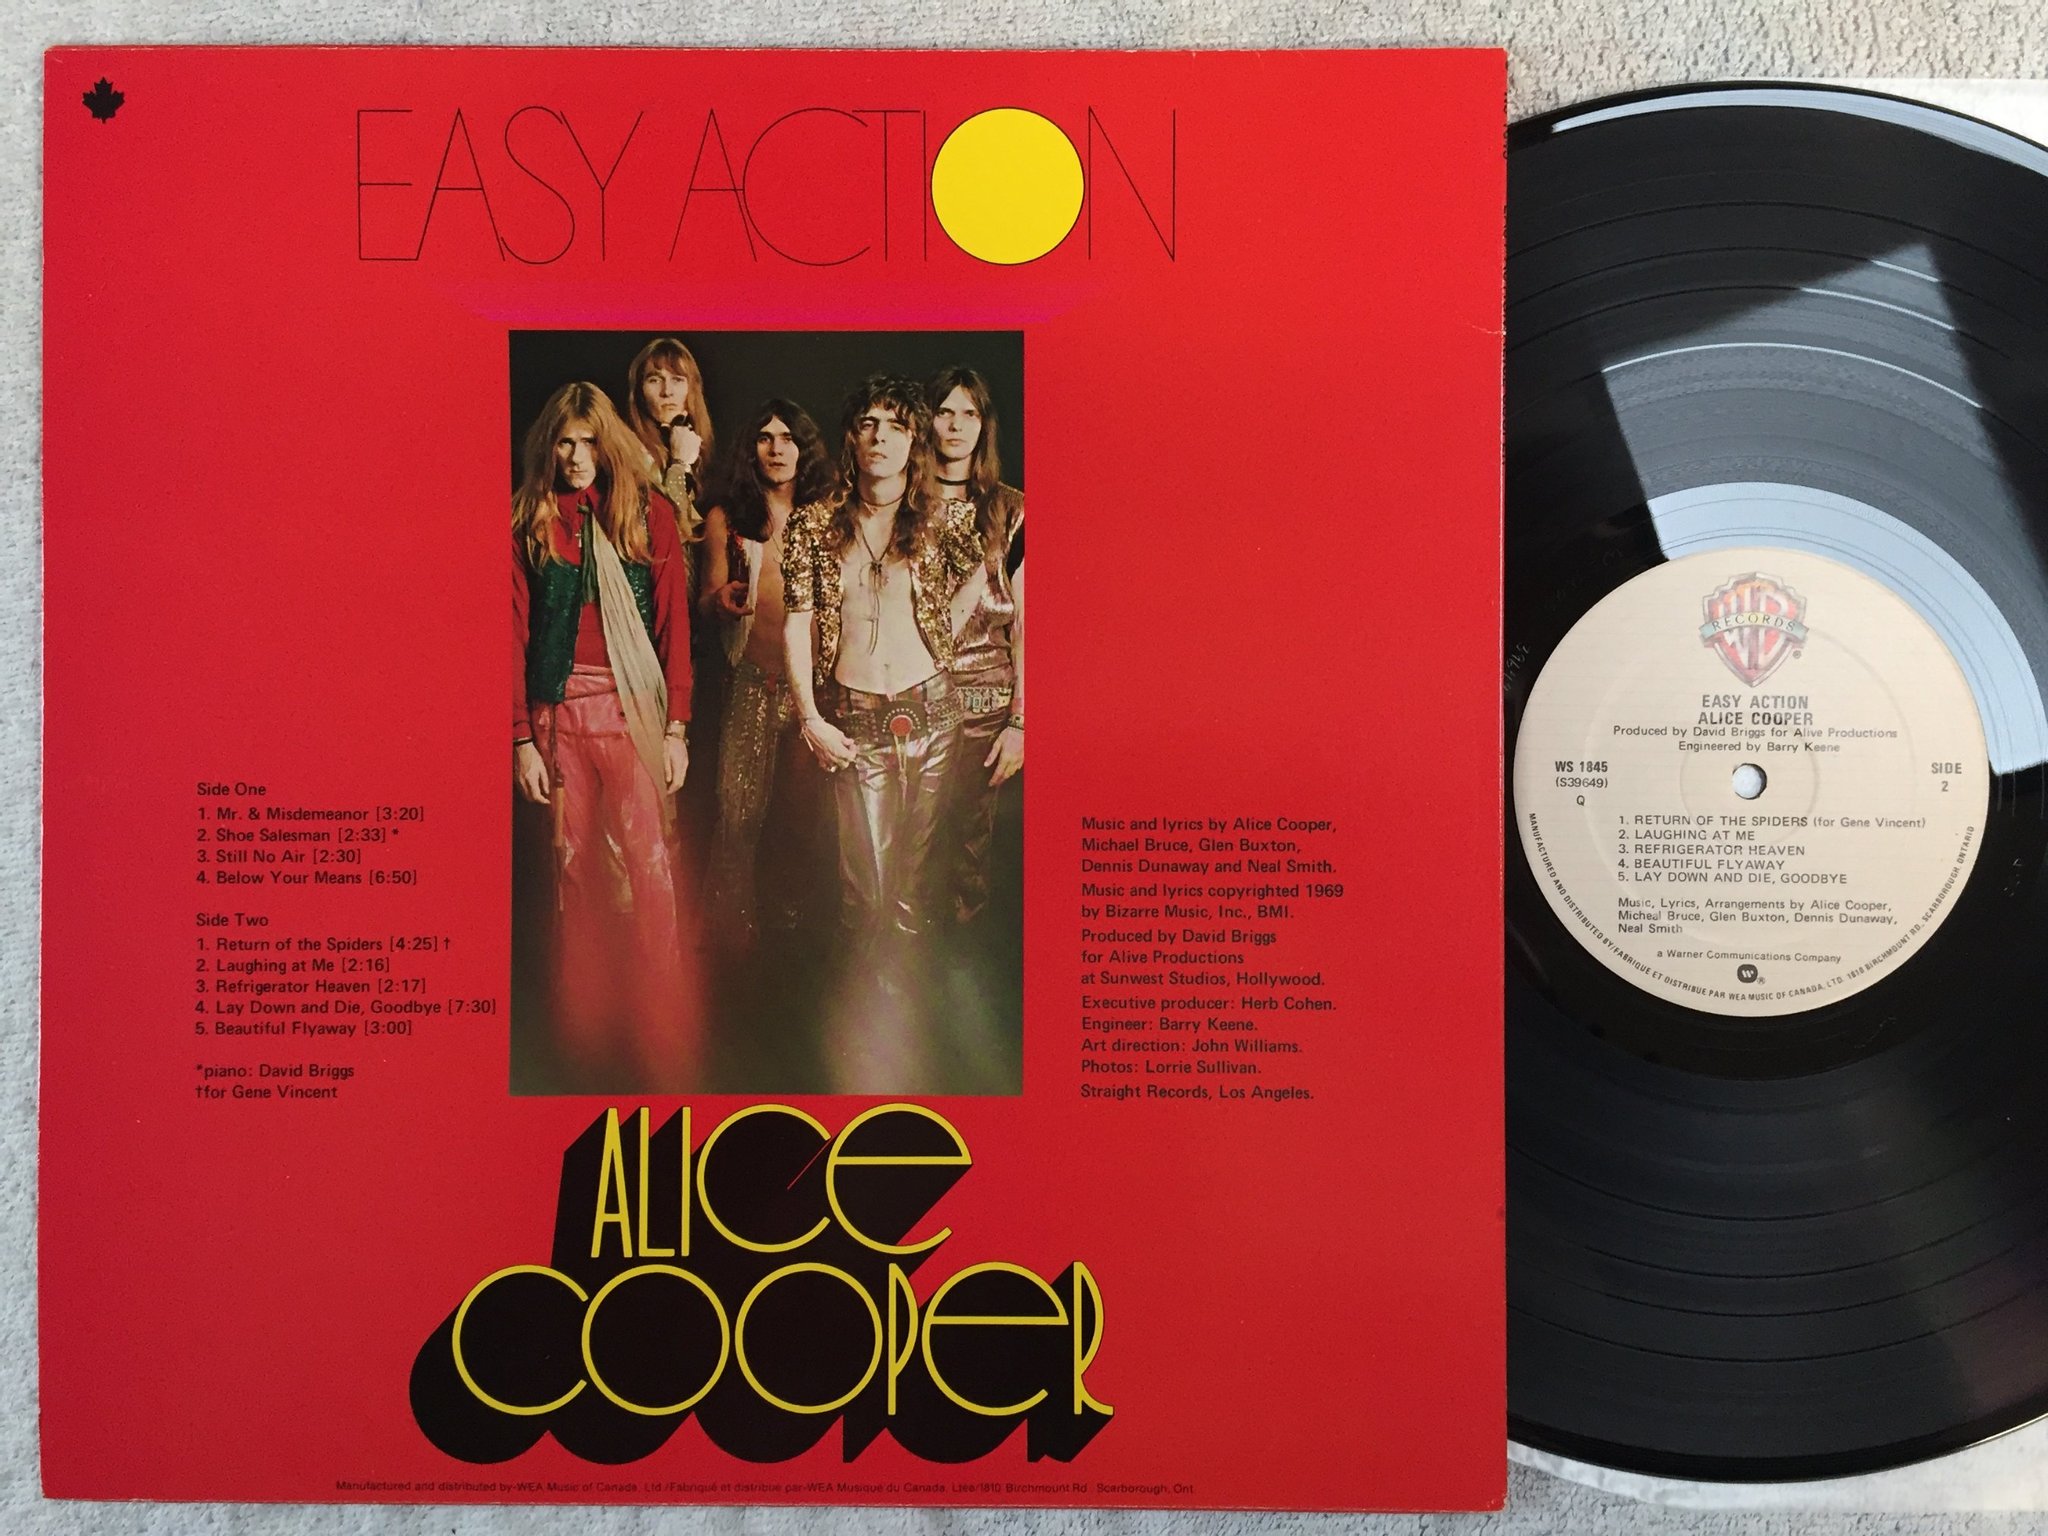 EASY ACTION
Side One
1. Mr. & Misdemeanor [3:20]
2. Shoe Salesman [2:33] *
3. Still No Air [2:30]
4. Below Your Means [6:50]
Side Two
1. Return of the Spiders [4:25] †
2. Laughing at Me [2:16]
3. Refrigerator Heaven [2:17]
4. Lay Down and Die, Goodbye [7:30]
5. Beautiful Flyaway [3:00]
*piano: David Briggs
†for Gene Vincent
Music and lyrics by Alice Cooper,
Michael Bruce, Glen Buxton,
Dennis Dunaway and Neal Smith.
Music and lyrics copyrighted 1969
by Bizarre Music, Inc., BMI.
Produced by David Briggs
for Alive Productions
at Sunwest Studios, Hollywood.
Executive producer: Herb Cohen.
Engineer: Barry Keene.
Art direction: John Williams.
Photos: Lorrie Sullivan.
Straight Records, Los Angeles.
ALICE
COOPER
Manufactured and distributed by-WEA Music of Canada, Ltd./Fabriqué et distribue par-WEA Musique du Canada, Ltee/1810 Birchmount Rd., Scarborough, Ont.
W
RECORDS
®
EASY ACTION
ALICE COOPER
Produced by David Briggs for Alive Productions
Engineered by Barry Keene
WS 1845
(S39649)
Q
SIDE
2
1. RETURN OF THE SPIDERS (for Gene Vincent)
2. LAUGHING AT ME
3. REFRIGERATOR HEAVEN
4. BEAUTIFUL FLYAWAY
5. LAY DOWN AND DIE, GOODBYE
Music, Lyrics, Arrangements by Alice Cooper,
Micheal Bruce, Glen Buxton, Dennis Dunaway,
Neal Smith
a Warner Communications Company
®
MANUFACTURED AND DISTRIBUTED BY/FABRIQUE ET DISTRIBUE PAR WEA MUSIC OF CANADA, LTD. 1810 BIRCHMOUNT RD., SCARBOROUGH, ONTARIO